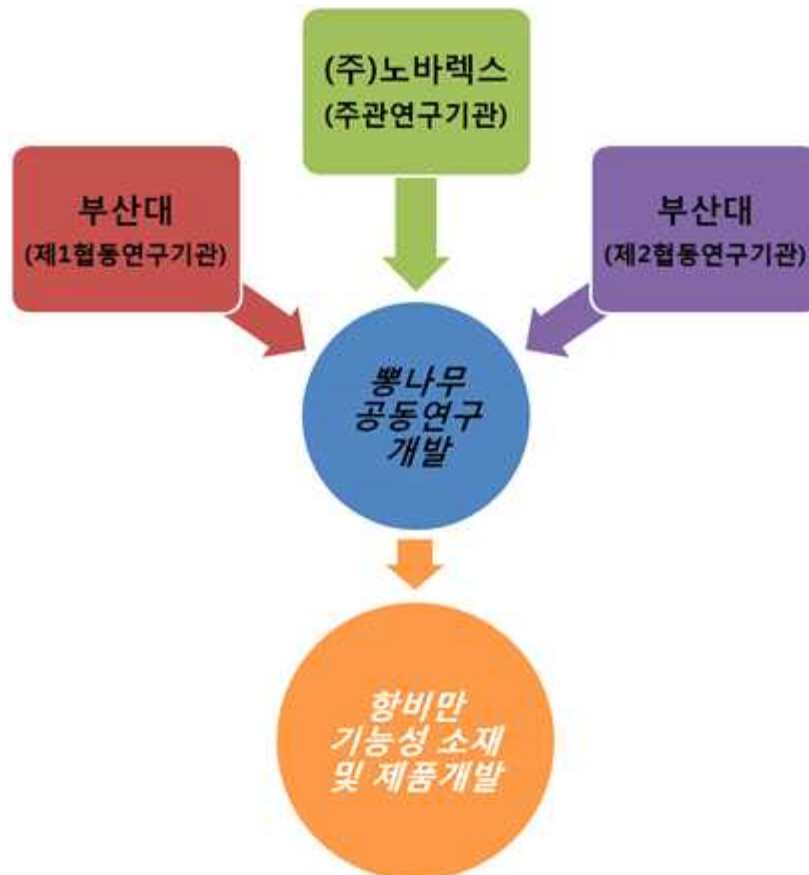 (주)노바렉스
(주관연구기관)
부산대
(제1협동연구기관)
부산대
(제2협동연구기관)
뽕나무
공동연구
개발
항비만
기능성 소재
및 제품개발